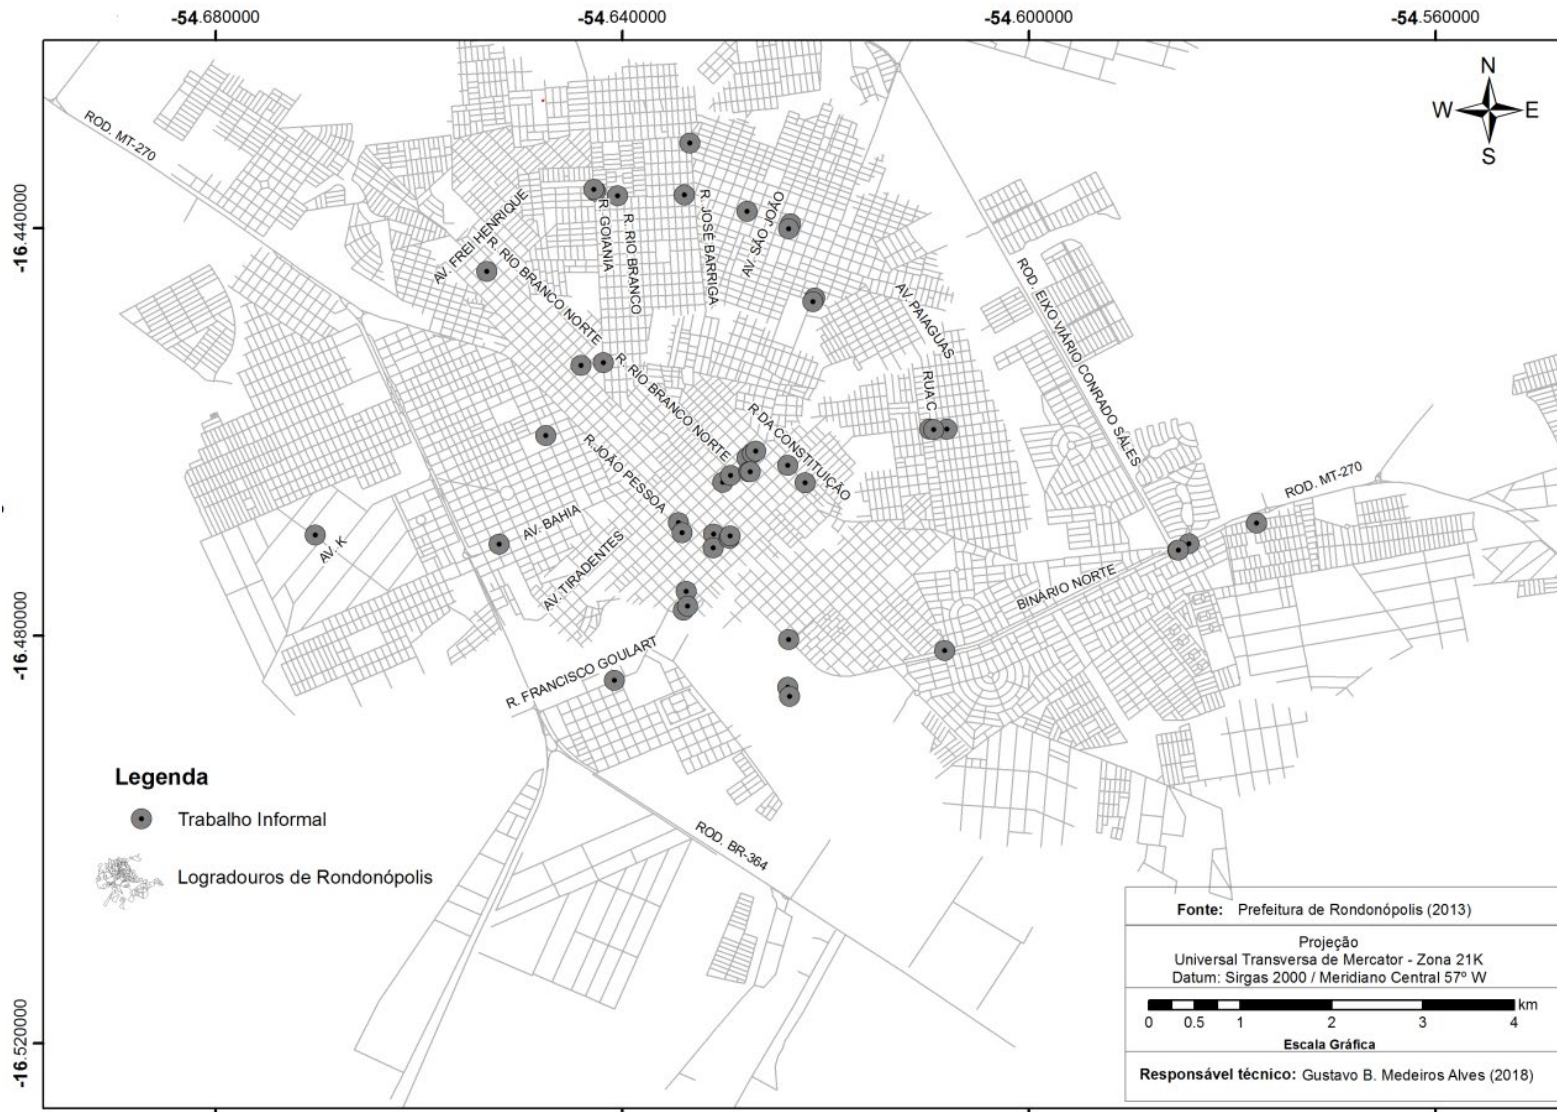 -54.680000
-54.640000
-54.600000
-54.560000
N
W E
S
ROD. MT-270
-16.440000
AV. FREI HENRIQUE
R. RIO BRANCO NORTE
R. GOIANIA
R. RIO BRANCO
R. JOSÉ BARRIGA
AV. SÃO JOÃO
AV. PAIAGUAS
ROD. EIXO VIÁRIO CONRADO SÁLES
R. RIO BRANCO NORTE
RUA C
R DA CONSTITUIÇÃO
R. JOÃO PESSOA
ROD. MT-270
AV. K
AV. BAHIA
AV. TIRADENTES
BINÁRIO NORTE
-16.480000
R. FRANCISCO GOULART
ROD. BR-364
Legenda
Trabalho Informal
Logradouros de Rondonópolis
-16.520000
Fonte: Prefeitura de Rondonópolis (2013)
Projeção
Universal Transversa de Mercator - Zona 21K
Datum: Sirgas 2000 / Meridiano Central 57º W
km
0 0.5 1 2 3 4
Escala Gráfica
Responsável técnico: Gustavo B. Medeiros Alves (2018)